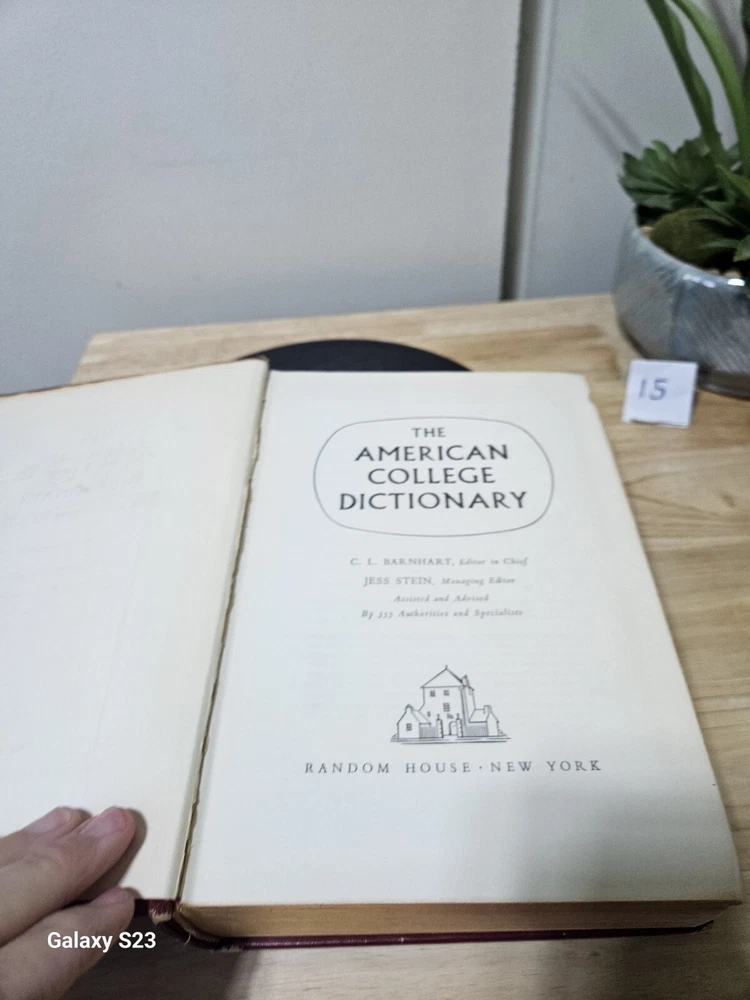 THE
AMERICAN
COLLEGE
DICTIONARY
C. L. BARNHART, Editor in Chief
JESS STEIN, Managing Editor
Assisted and Advised
By 355 Authorities and Specialists
RANDOM HOUSE · NEW YORK
15
Galaxy S23